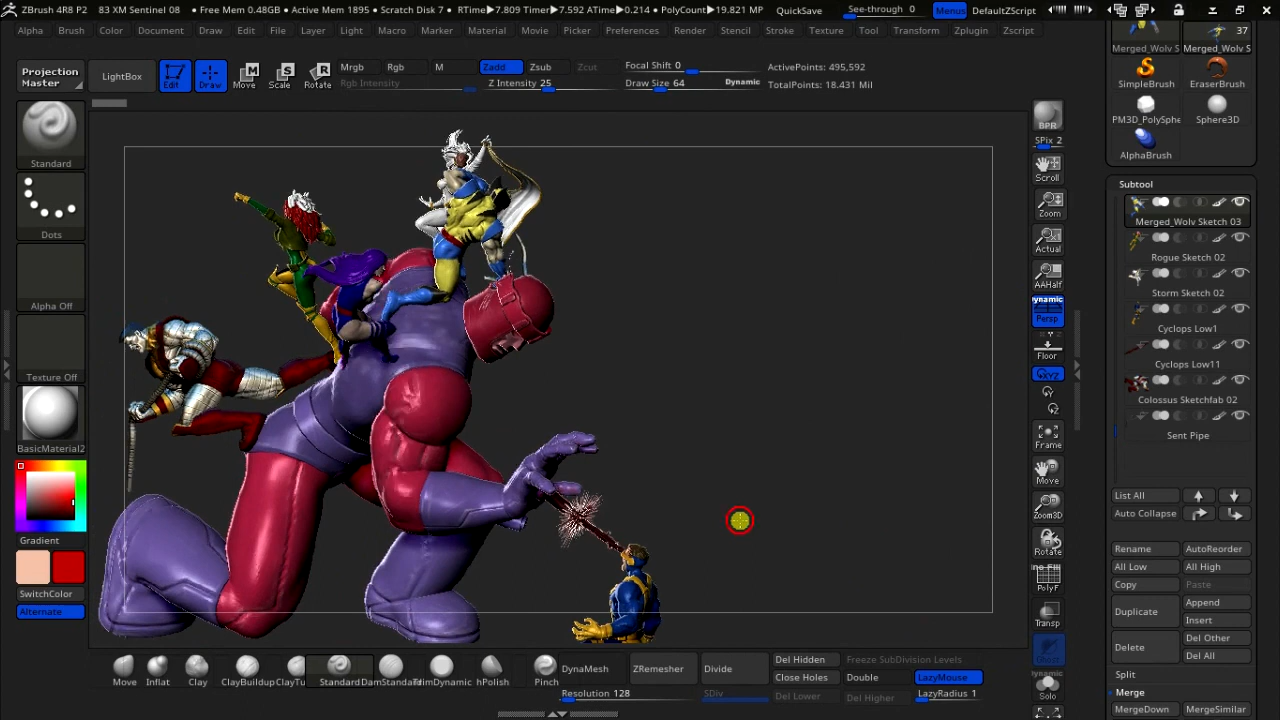 ZBrush 4R8 P2 83 XM Sentinel 08 • Free Mem 0.48GB • Active Mem 1895 • Scratch Disk 7 • RTime▶7.809 Timer▶7.592 ATime▶0.214 • PolyCount▶19.821 MP QuickSave See-through 0 Menus DefaultZScript
Alpha Brush Color Document Draw Edit File Layer Light Macro Marker Material Movie Picker Preferences Render Stencil Stroke Texture Tool Transform Zplugin Zscript
Projection Master
LightBox
Edit Draw Move Scale Rotate
Mrgb Rgb M
Rgb Intensity
Zadd Zsub Zcut
Z Intensity 25
Focal Shift 0
Draw Size 64 Dynamic
ActivePoints: 495,592
TotalPoints: 18.431 Mil
Standard
Dots
Alpha Off
Texture Off
BasicMaterial2
Gradient
SwitchColor
Alternate
BPR
SPix 2
Scroll
Zoom
Actual
AAHalf
Persp
Floor
Frame
Move
Zoom3D
Rotate
PolyF
Transp
Ghost
Dynamic
Solo
37
Merged_Wolv S Merged_Wolv S
SimpleBrush EraserBrush
PM3D_PolySphe Sphere3D
AlphaBrush
Subtool
Merged_Wolv Sketch 03
Rogue Sketch 02
Storm Sketch 02
Cyclops Low1
Cyclops Low11
Colossus Sketchfab 02
Sent Pipe
List All
Auto Collapse
Rename AutoReorder
All Low All High
Copy Paste
Duplicate Append
Insert
Delete Del Other
Del All
Split
Merge
MergeDown MergeSimilar
Move Inflat Clay ClayBuildup ClayTu Standard DamStandard TrimDynamic hPolish Pinch
DynaMesh
Resolution 128
ZRemesher
Divide
SDiv
Del Hidden
Close Holes
Del Lower
Freeze SubDivision Levels
Double
Del Higher
LazyMouse
LazyRadius 1